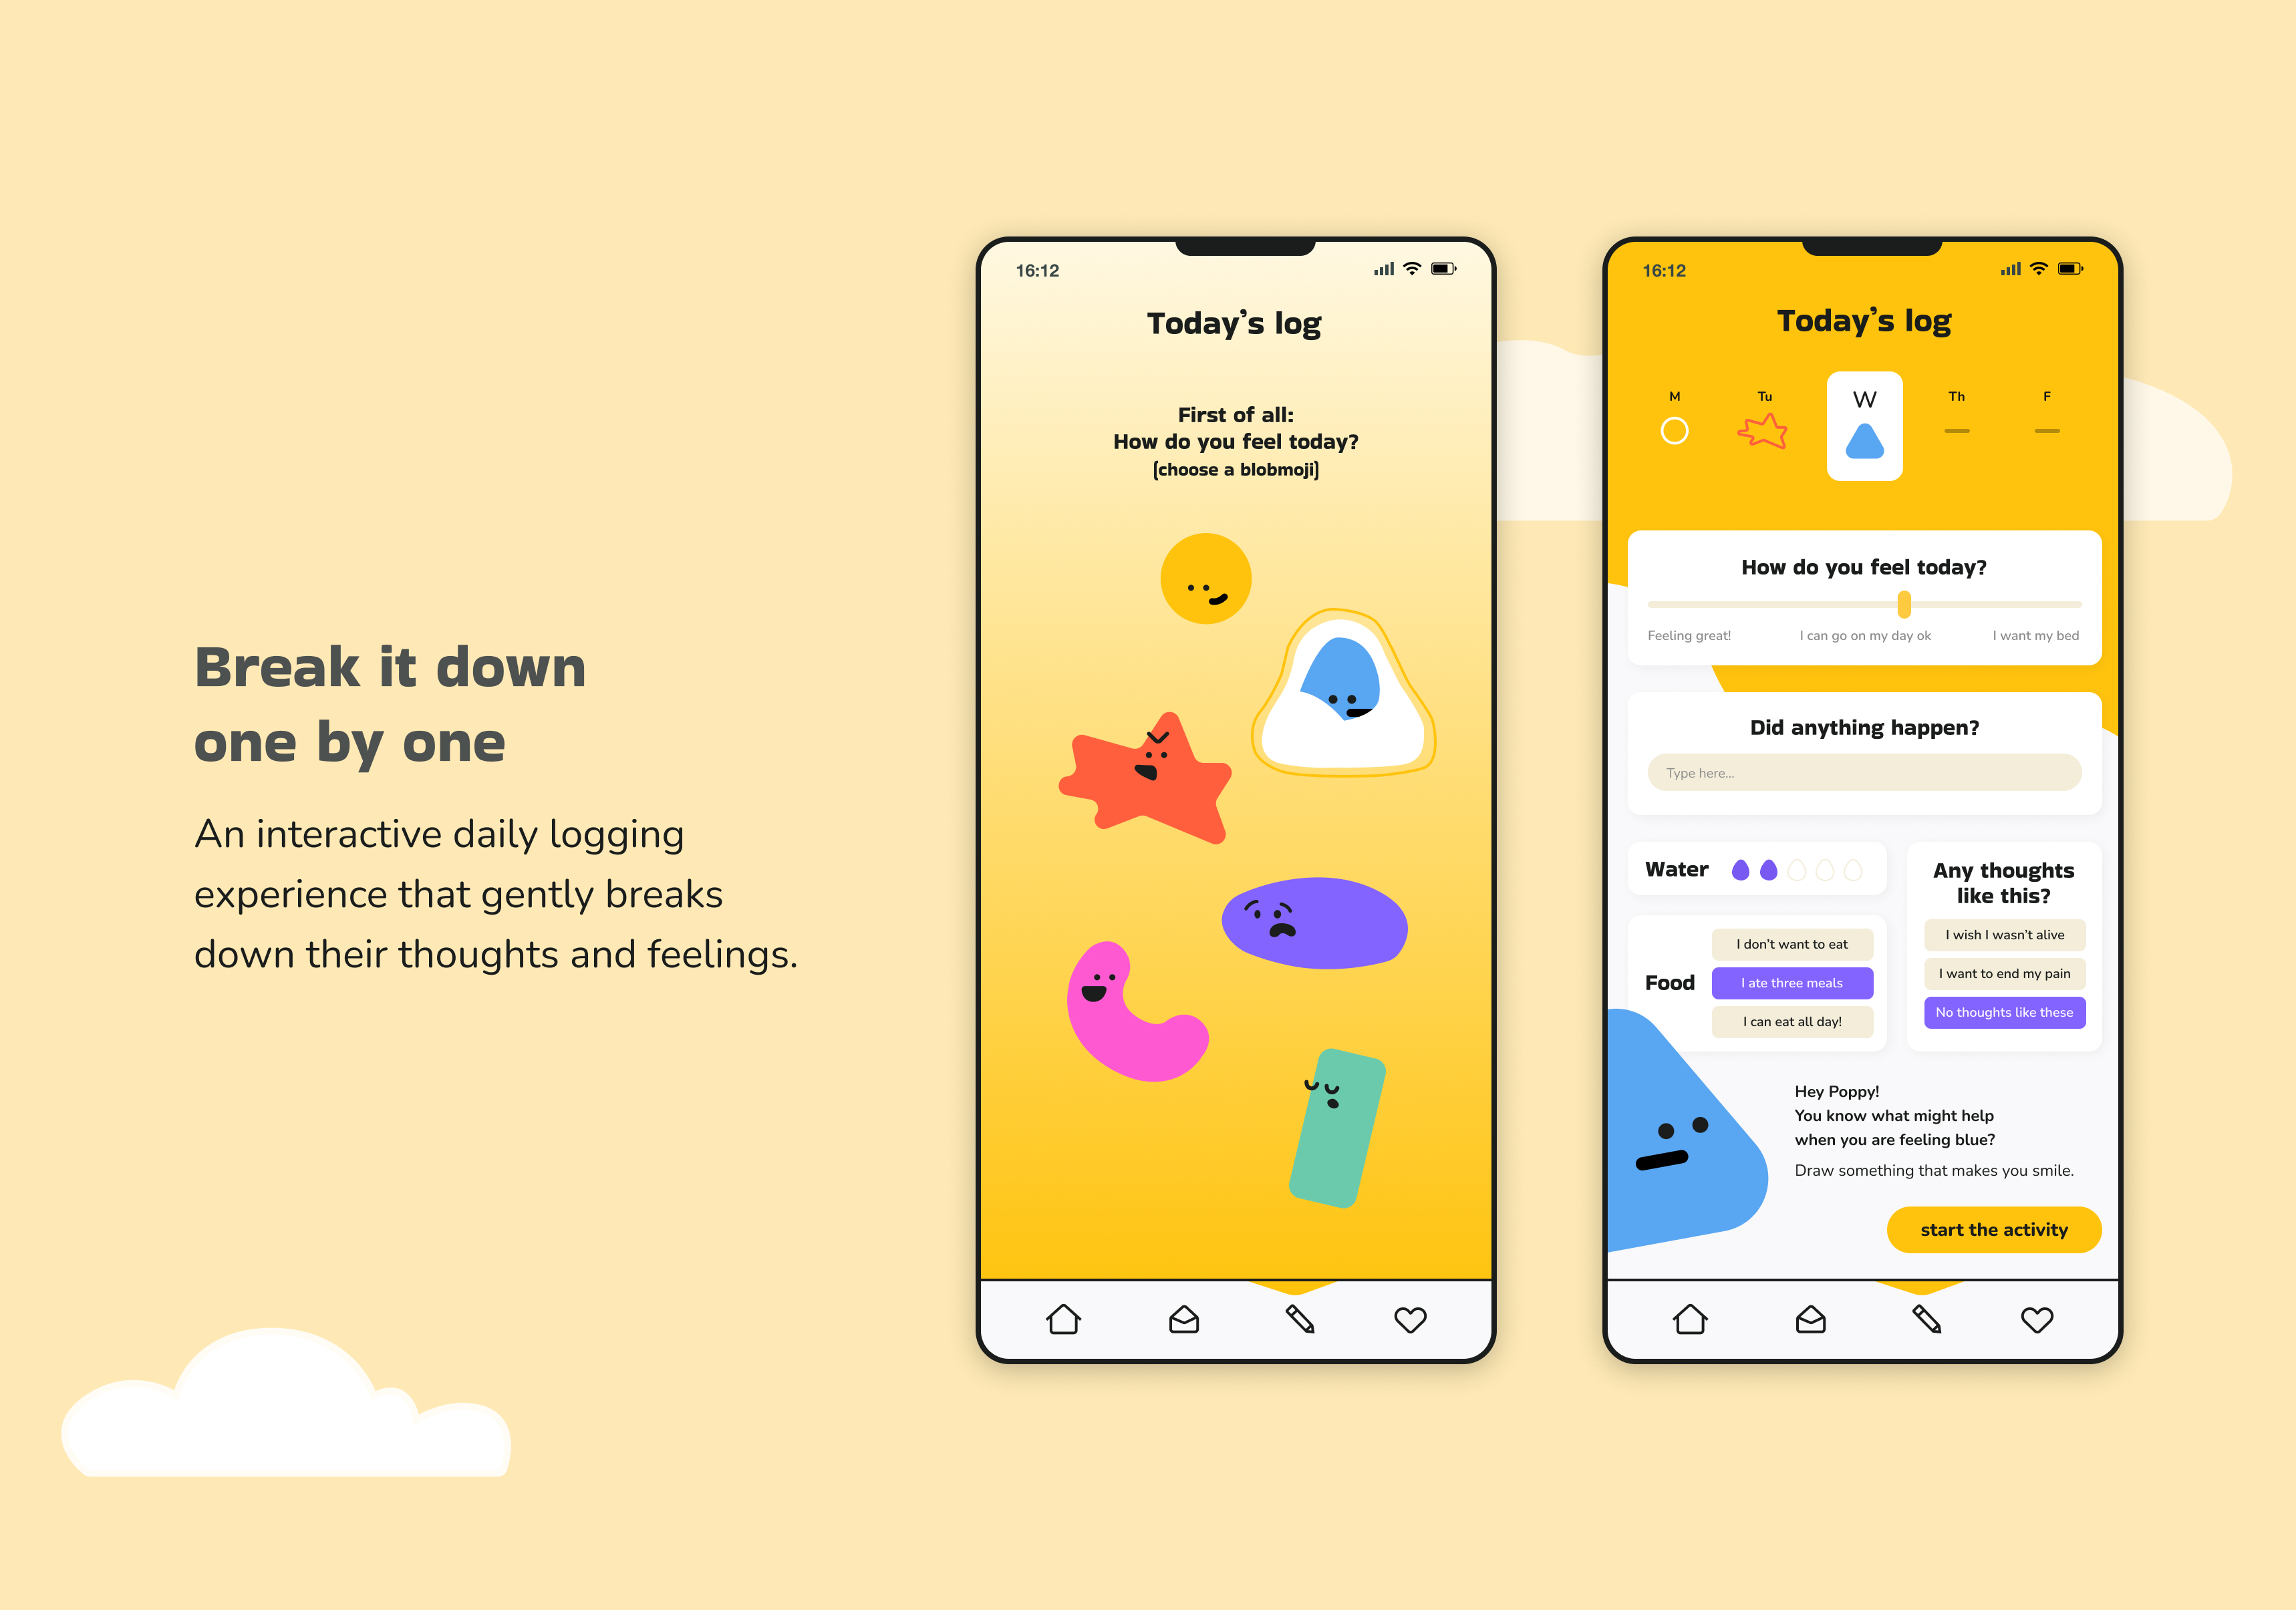 Break it down
one by one
An interactive daily logging
experience that gently breaks
down their thoughts and feelings.
16:12
Today’s log
First of all:
How do you feel today?
(choose a blobmoji)
16:12
Today’s log
M Tu W Th F
How do you feel today?
Feeling great! I can go on my day ok I want my bed
Did anything happen?
Type here...
Water
Food
I don’t want to eat
I ate three meals
I can eat all day!
Any thoughts
like this?
I wish I wasn’t alive
I want to end my pain
No thoughts like these
Hey Poppy!
You know what might help
when you are feeling blue?
Draw something that makes you smile.
start the activity